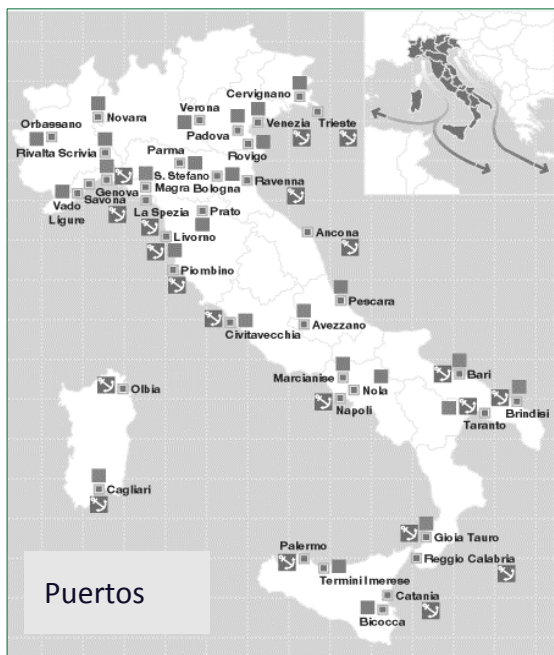 Cervignano
Verona
Novara
Orbassano
Padova
Venezia
Trieste
Rivalta Scrivia
Parma
Rovigo
S. Stefano
Magra
Bologna
Ravenna
Genova
Savona
Vado
Ligure
La Spezia
Prato
Livorno
Ancona
Piombino
Pescara
Civitavecchia
Avezzano
Marcianise
Nola
Bari
Olbia
Napoli
Brindisi
Taranto
Cagliari
Gioia Tauro
Palermo
Reggio Calabria
Termini Imerese
Catania
Bicocca
Puertos